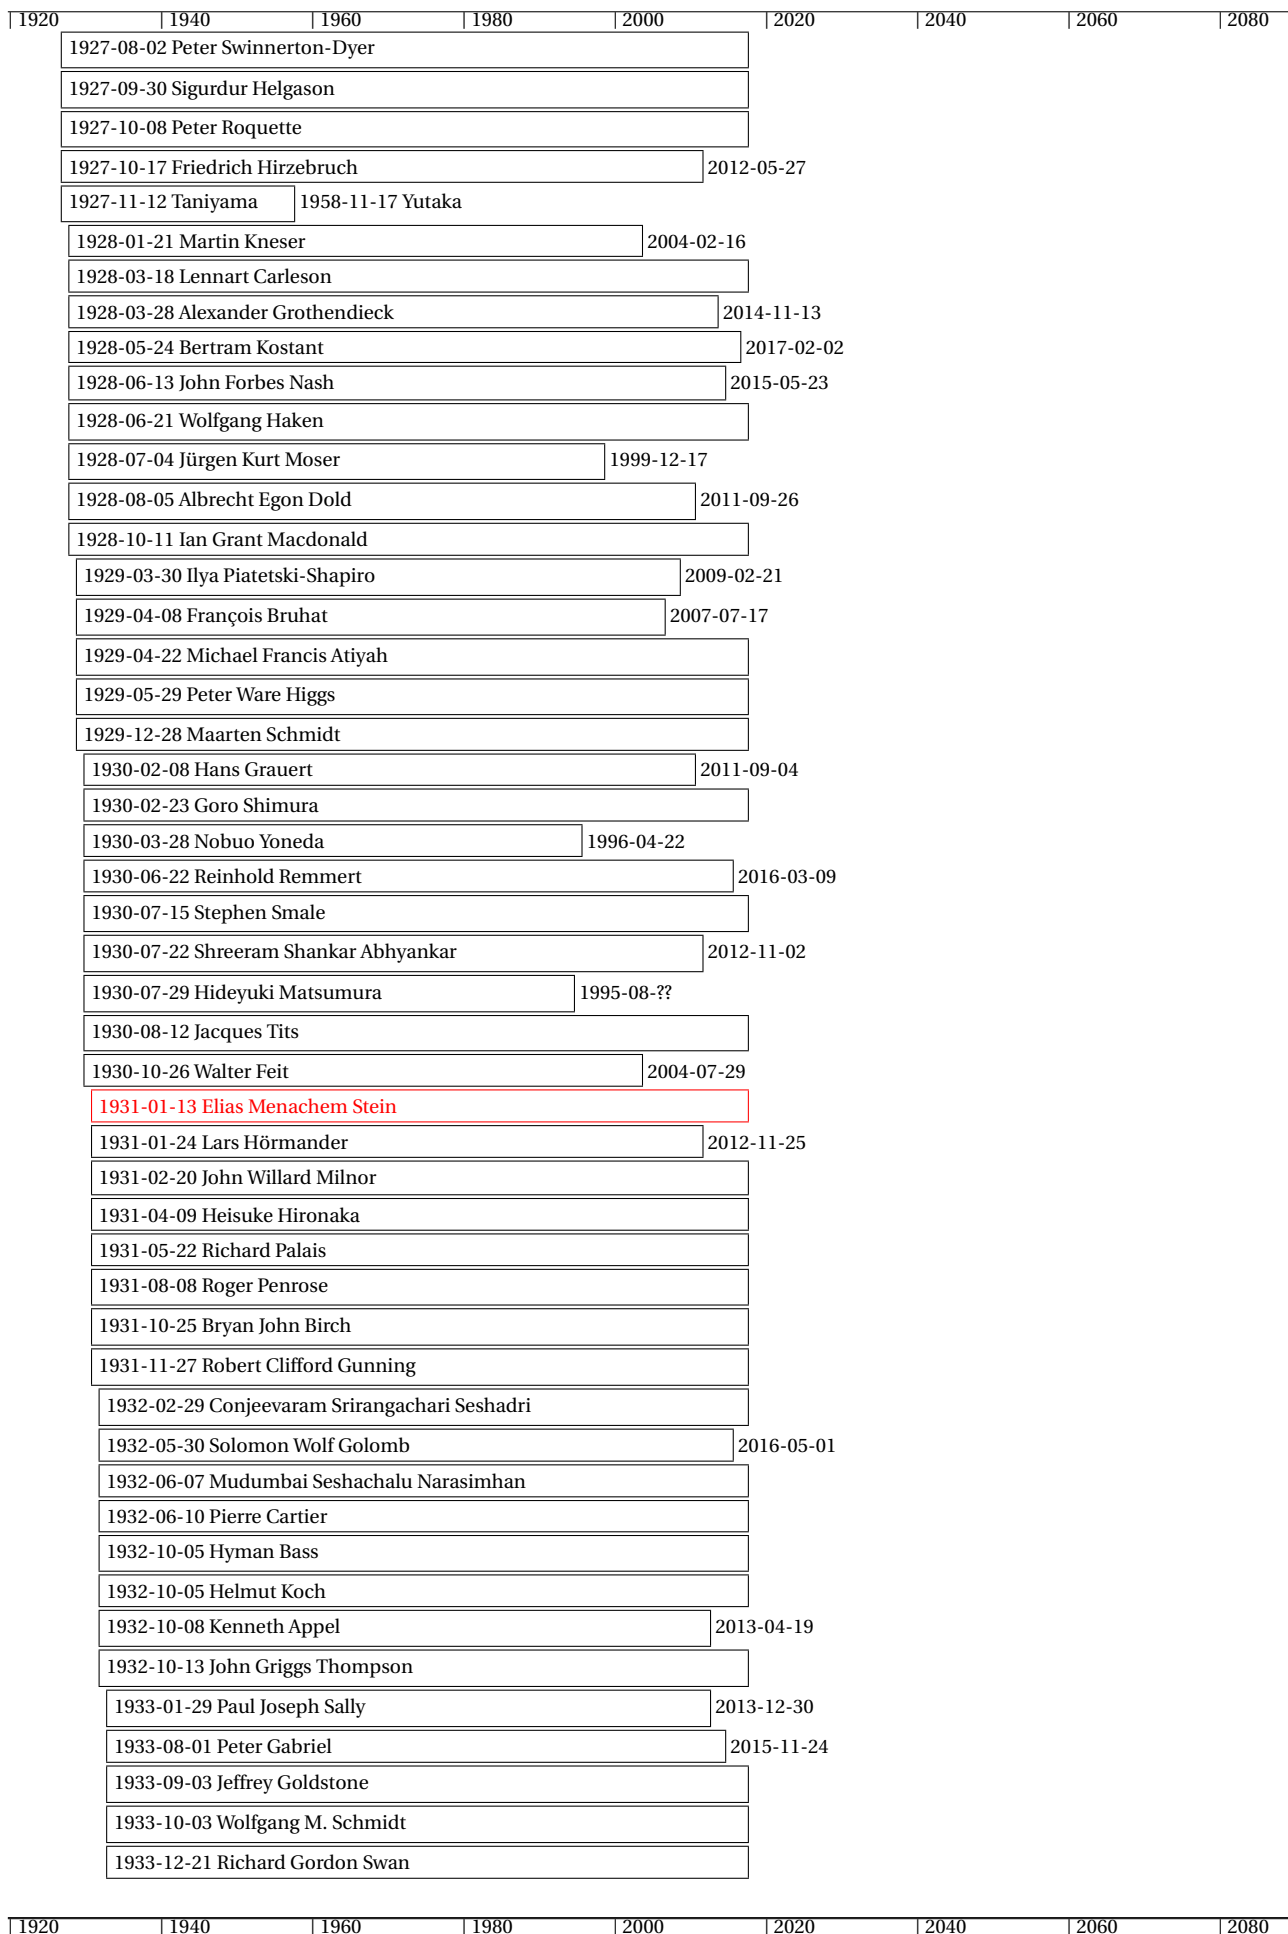 1920 1940 1960 1980 2000 2020 2040 2060 2080
1927-08-02 Peter Swinnerton-Dyer
1927-09-30 Sigurdur Helgason
1927-10-08 Peter Roquette
1927-10-17 Friedrich Hirzebruch 2012-05-27
1927-11-12 Taniyama 1958-11-17 Yutaka
1928-01-21 Martin Kneser 2004-02-16
1928-03-18 Lennart Carleson
1928-03-28 Alexander Grothendieck 2014-11-13
1928-05-24 Bertram Kostant 2017-02-02
1928-06-13 John Forbes Nash 2015-05-23
1928-06-21 Wolfgang Haken
1928-07-04 Jürgen Kurt Moser 1999-12-17
1928-08-05 Albrecht Egon Dold 2011-09-26
1928-10-11 Ian Grant Macdonald
1929-03-30 Ilya Piatetski-Shapiro 2009-02-21
1929-04-08 François Bruhat 2007-07-17
1929-04-22 Michael Francis Atiyah
1929-05-29 Peter Ware Higgs
1929-12-28 Maarten Schmidt
1930-02-08 Hans Grauert 2011-09-04
1930-02-23 Goro Shimura
1930-03-28 Nobuo Yoneda 1996-04-22
1930-06-22 Reinhold Remmert 2016-03-09
1930-07-15 Stephen Smale
1930-07-22 Shreeram Shankar Abhyankar 2012-11-02
1930-07-29 Hideyuki Matsumura 1995-08-??
1930-08-12 Jacques Tits
1930-10-26 Walter Feit 2004-07-29
1931-01-13 Elias Menachem Stein
1931-01-24 Lars Hörmander 2012-11-25
1931-02-20 John Willard Milnor
1931-04-09 Heisuke Hironaka
1931-05-22 Richard Palais
1931-08-08 Roger Penrose
1931-10-25 Bryan John Birch
1931-11-27 Robert Clifford Gunning
1932-02-29 Conjeevaram Srirangachari Seshadri
1932-05-30 Solomon Wolf Golomb 2016-05-01
1932-06-07 Mudumbai Seshachalu Narasimhan
1932-06-10 Pierre Cartier
1932-10-05 Hyman Bass
1932-10-05 Helmut Koch
1932-10-08 Kenneth Appel 2013-04-19
1932-10-13 John Griggs Thompson
1933-01-29 Paul Joseph Sally 2013-12-30
1933-08-01 Peter Gabriel 2015-11-24
1933-09-03 Jeffrey Goldstone
1933-10-03 Wolfgang M. Schmidt
1933-12-21 Richard Gordon Swan
1920 1940 1960 1980 2000 2020 2040 2060 2080